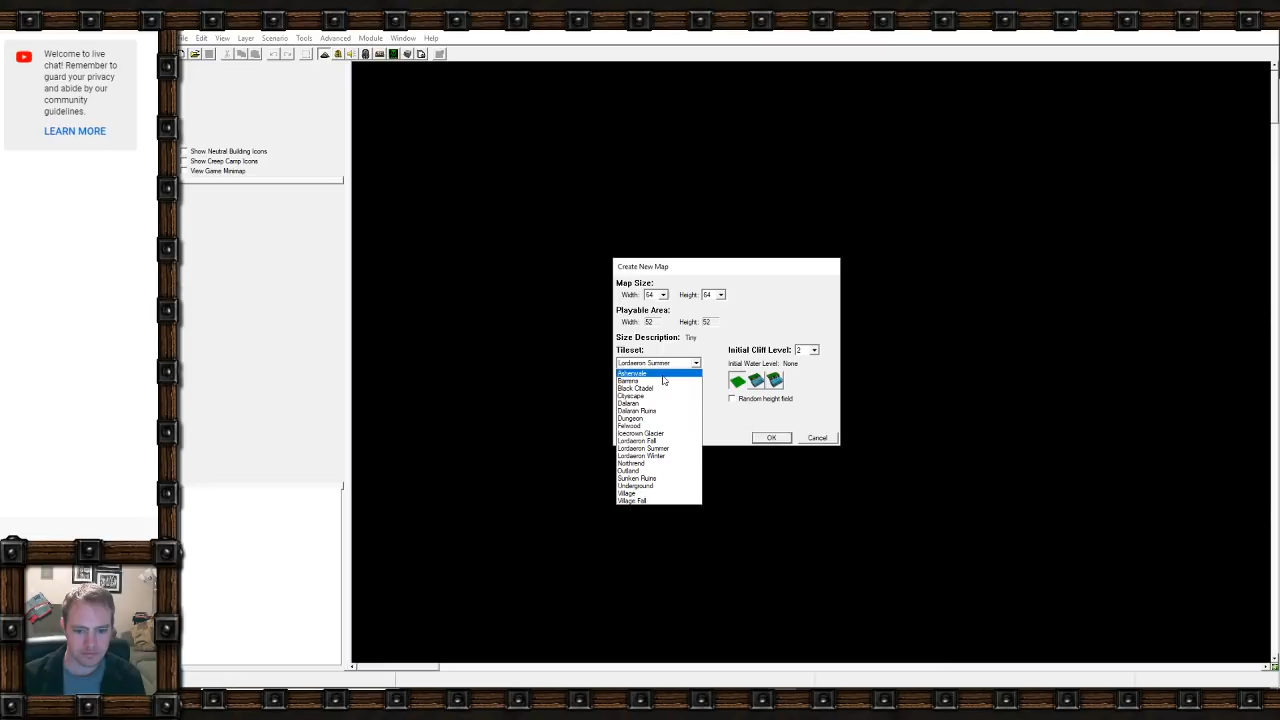 Welcome to live
chat! Remember to
guard your privacy
and abide by our
community
guidelines.
LEARN MORE
Edit View Layer Scenario Tools Advanced Module Window Help
Show Neutral Building Icons
Show Creep Camp Icons
View Game Minimap
Create New Map
Map Size:
Width: 64 Height: 64
Playable Area:
Width: 52 Height: 52
Size Description: Tiny
Tileset:
Initial Cliff Level: 2
Lordaeron Summer
Initial Water Level: None
Ashenvale
Barrens
Black Citadel
Cityscape
Dalaran
Dalaran Ruins
Dungeon
Felwood
Icecrown Glacier
Lordaeron Fall
Lordaeron Summer
Lordaeron Winter
Northrend
Outland
Sunken Ruins
Underground
Village
Village Fall
Random height field
OK Cancel